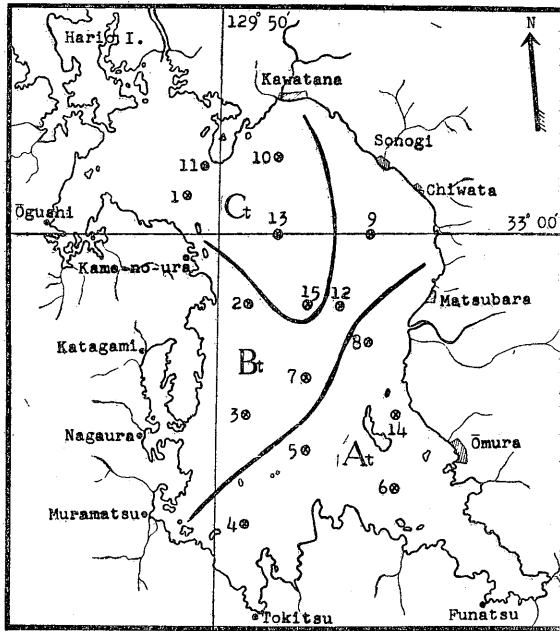 129° 50′
N
Hario I.
Kawatana
Sonogi
11
10
Chiwata
1
Ct
Ōgushi
13
9
33° 00′
Kame-no-ura
2
15
12
Matsubara
Katagami
8
Bt
7
3
14
Nagaura
5
At
Ōmura
6
Muramatsu
4
Tokitsu
Funatsu